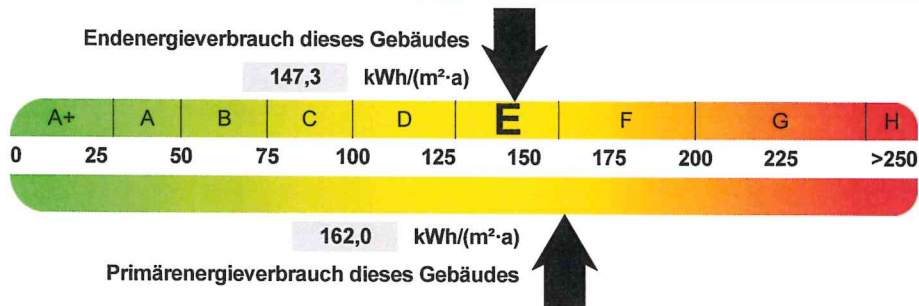 Endenergieverbrauch dieses Gebäudes
147,3 kWh/(m²·a)
A+ A B C D E F G H
0 25 50 75 100 125 150 175 200 225 >250
162,0 kWh/(m²·a)
Primärenergieverbrauch dieses Gebäudes